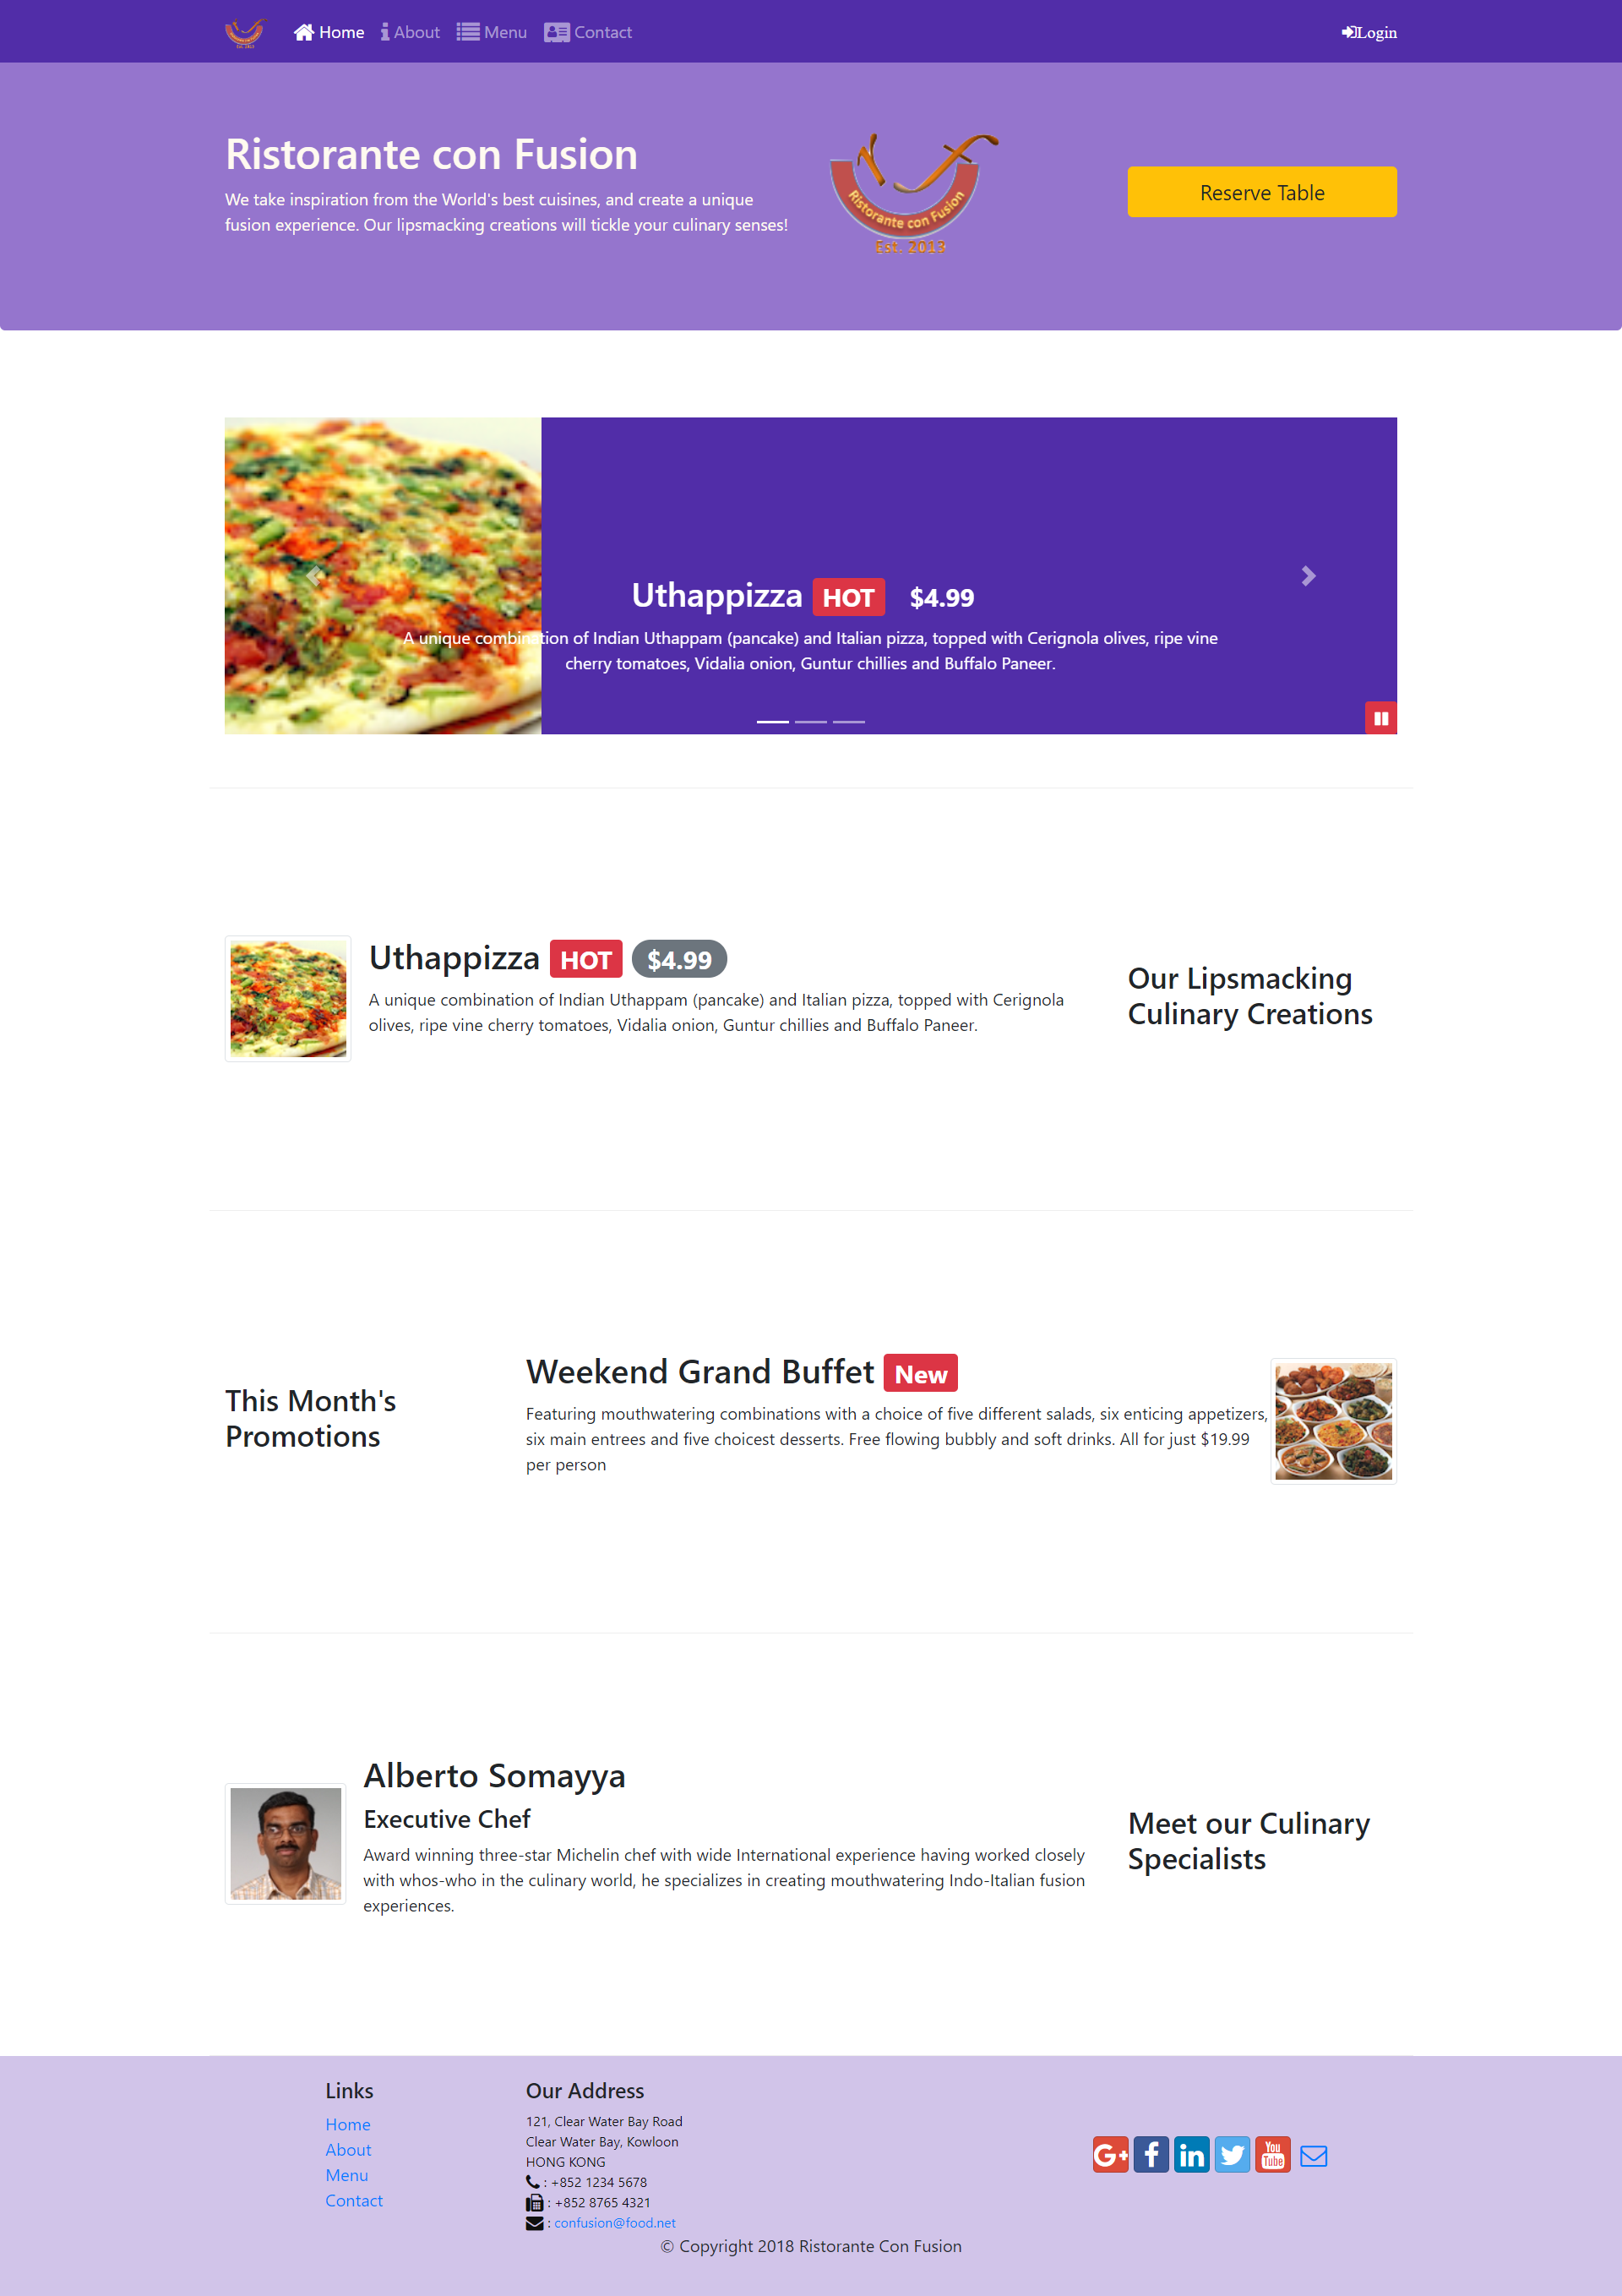 Home About Menu Contact Login
Ristorante con Fusion
We take inspiration from the World's best cuisines, and create a unique
fusion experience. Our lipsmacking creations will tickle your culinary senses!
Ristorante con Fusion
Est. 2013
Reserve Table
Uthappizza HOT $4.99
A unique combination of Indian Uthappam (pancake) and Italian pizza, topped with Cerignola olives, ripe vine
cherry tomatoes, Vidalia onion, Guntur chillies and Buffalo Paneer.
Uthappizza HOT $4.99
A unique combination of Indian Uthappam (pancake) and Italian pizza, topped with Cerignola
olives, ripe vine cherry tomatoes, Vidalia onion, Guntur chillies and Buffalo Paneer.
Our Lipsmacking
Culinary Creations
This Month's
Promotions
Weekend Grand Buffet New
Featuring mouthwatering combinations with a choice of five different salads, six enticing appetizers,
six main entrees and five choicest desserts. Free flowing bubbly and soft drinks. All for just $19.99
per person
Alberto Somayya
Executive Chef
Award winning three-star Michelin chef with wide International experience having worked closely
with whos-who in the culinary world, he specializes in creating mouthwatering Indo-Italian fusion
experiences.
Meet our Culinary
Specialists
Links
Home
About
Menu
Contact
Our Address
121, Clear Water Bay Road
Clear Water Bay, Kowloon
HONG KONG
: +852 1234 5678
: +852 8765 4321
: confusion@food.net
G+ f in You Tube
© Copyright 2018 Ristorante Con Fusion